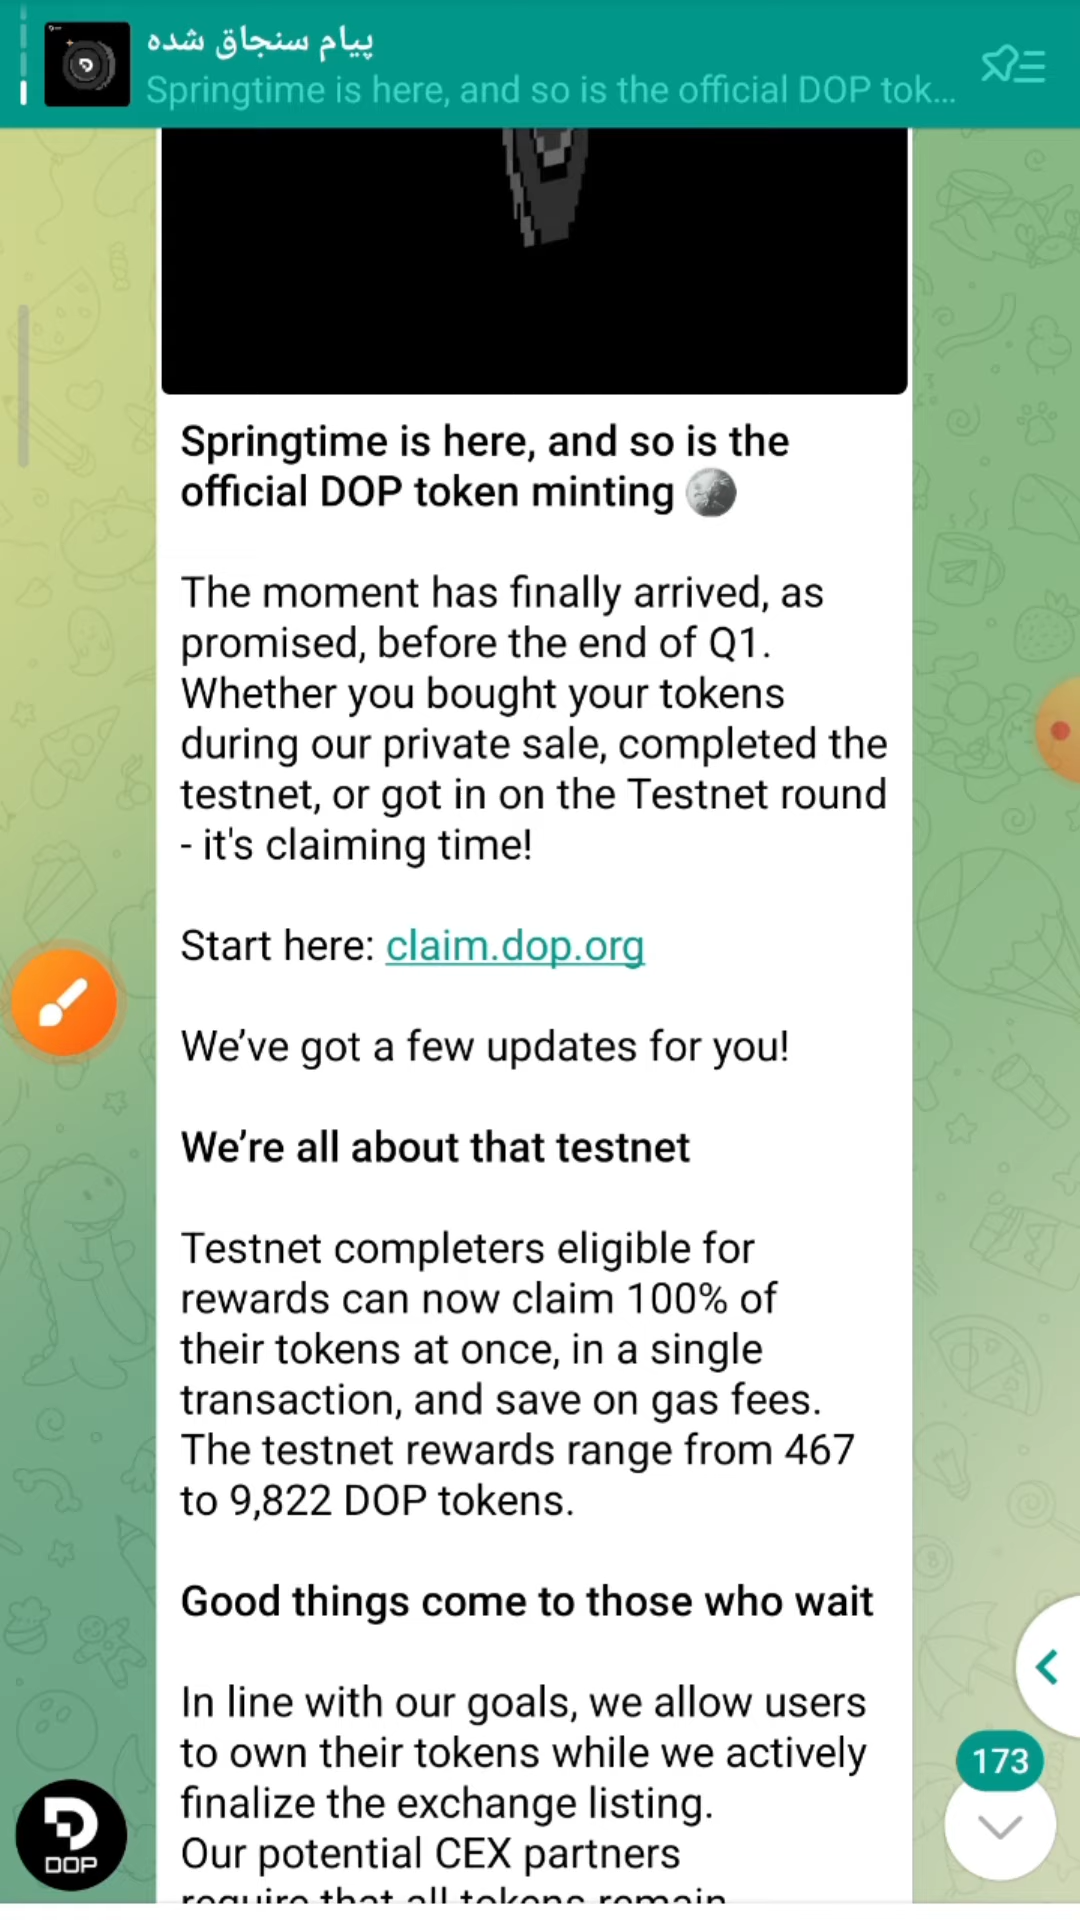 پیام سنجاق شده
Springtime is here, and so is the official DOP tok...
Springtime is here, and so is the
official DOP token minting
The moment has finally arrived, as
promised, before the end of Q1.
Whether you bought your tokens
during our private sale, completed the
testnet, or got in on the Testnet round
- it's claiming time!
Start here: claim.dop.org
We’ve got a few updates for you!
We’re all about that testnet
Testnet completers eligible for
rewards can now claim 100% of
their tokens at once, in a single
transaction, and save on gas fees.
The testnet rewards range from 467
to 9,822 DOP tokens.
Good things come to those who wait
In line with our goals, we allow users
to own their tokens while we actively
finalize the exchange listing.
Our potential CEX partners
require that all tokens remain
173
DOP